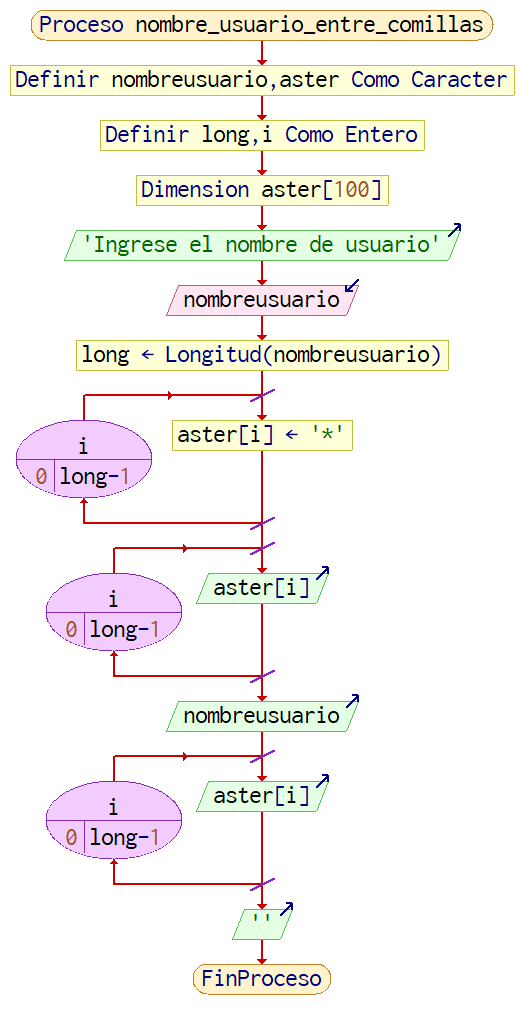 Proceso nombre_usuario_entre_comillas
Definir nombreusuario,aster Como Caracter
Definir long,i Como Entero
Dimension aster[100]
'Ingrese el nombre de usuario'
nombreusuario
long ← Longitud(nombreusuario)
i
0 long-1
aster[i] ← '*'
i
0 long-1
aster[i]
nombreusuario
i
0 long-1
aster[i]
''
FinProceso